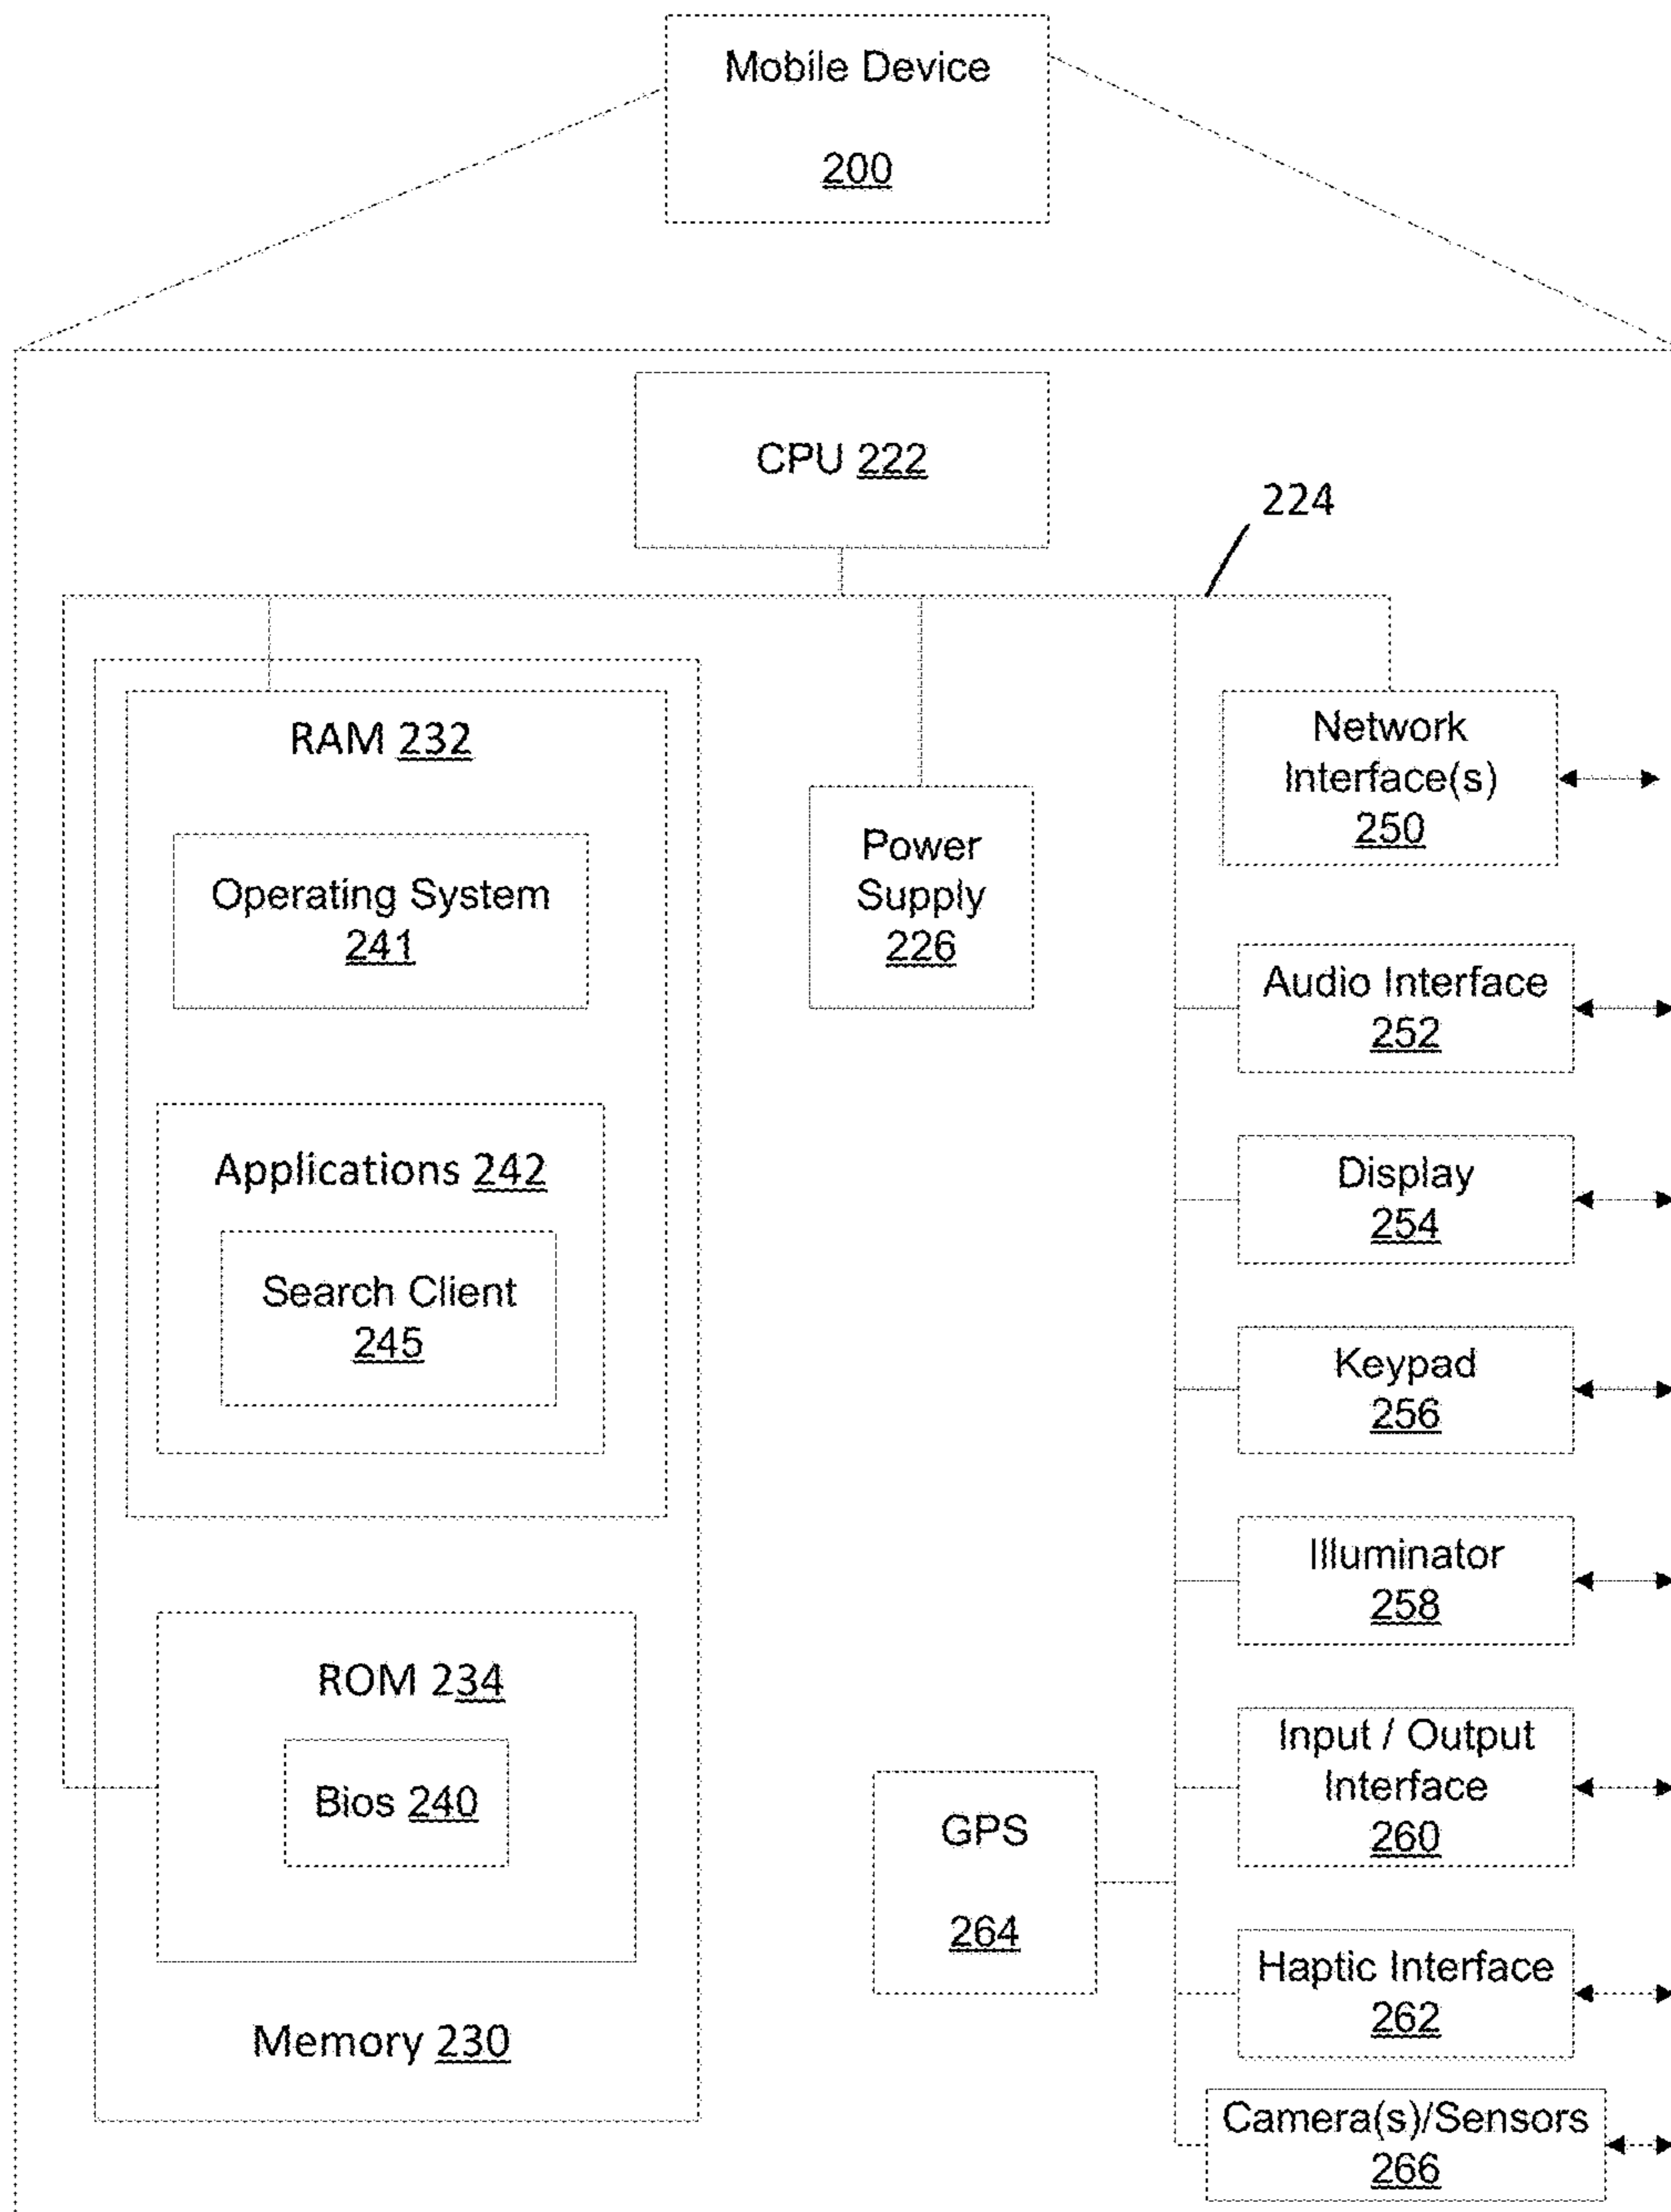 Mobile Device
200
CPU 222
224
RAM 232
Operating System
241
Applications 242
Search Client
245
ROM 234
Bios 240
Memory 230
Power
Supply
226
GPS
264
Network
Interface(s)
250
Audio Interface
252
Display
254
Keypad
256
Illuminator
258
Input / Output
Interface
260
Haptic Interface
262
Camera(s)/Sensors
266